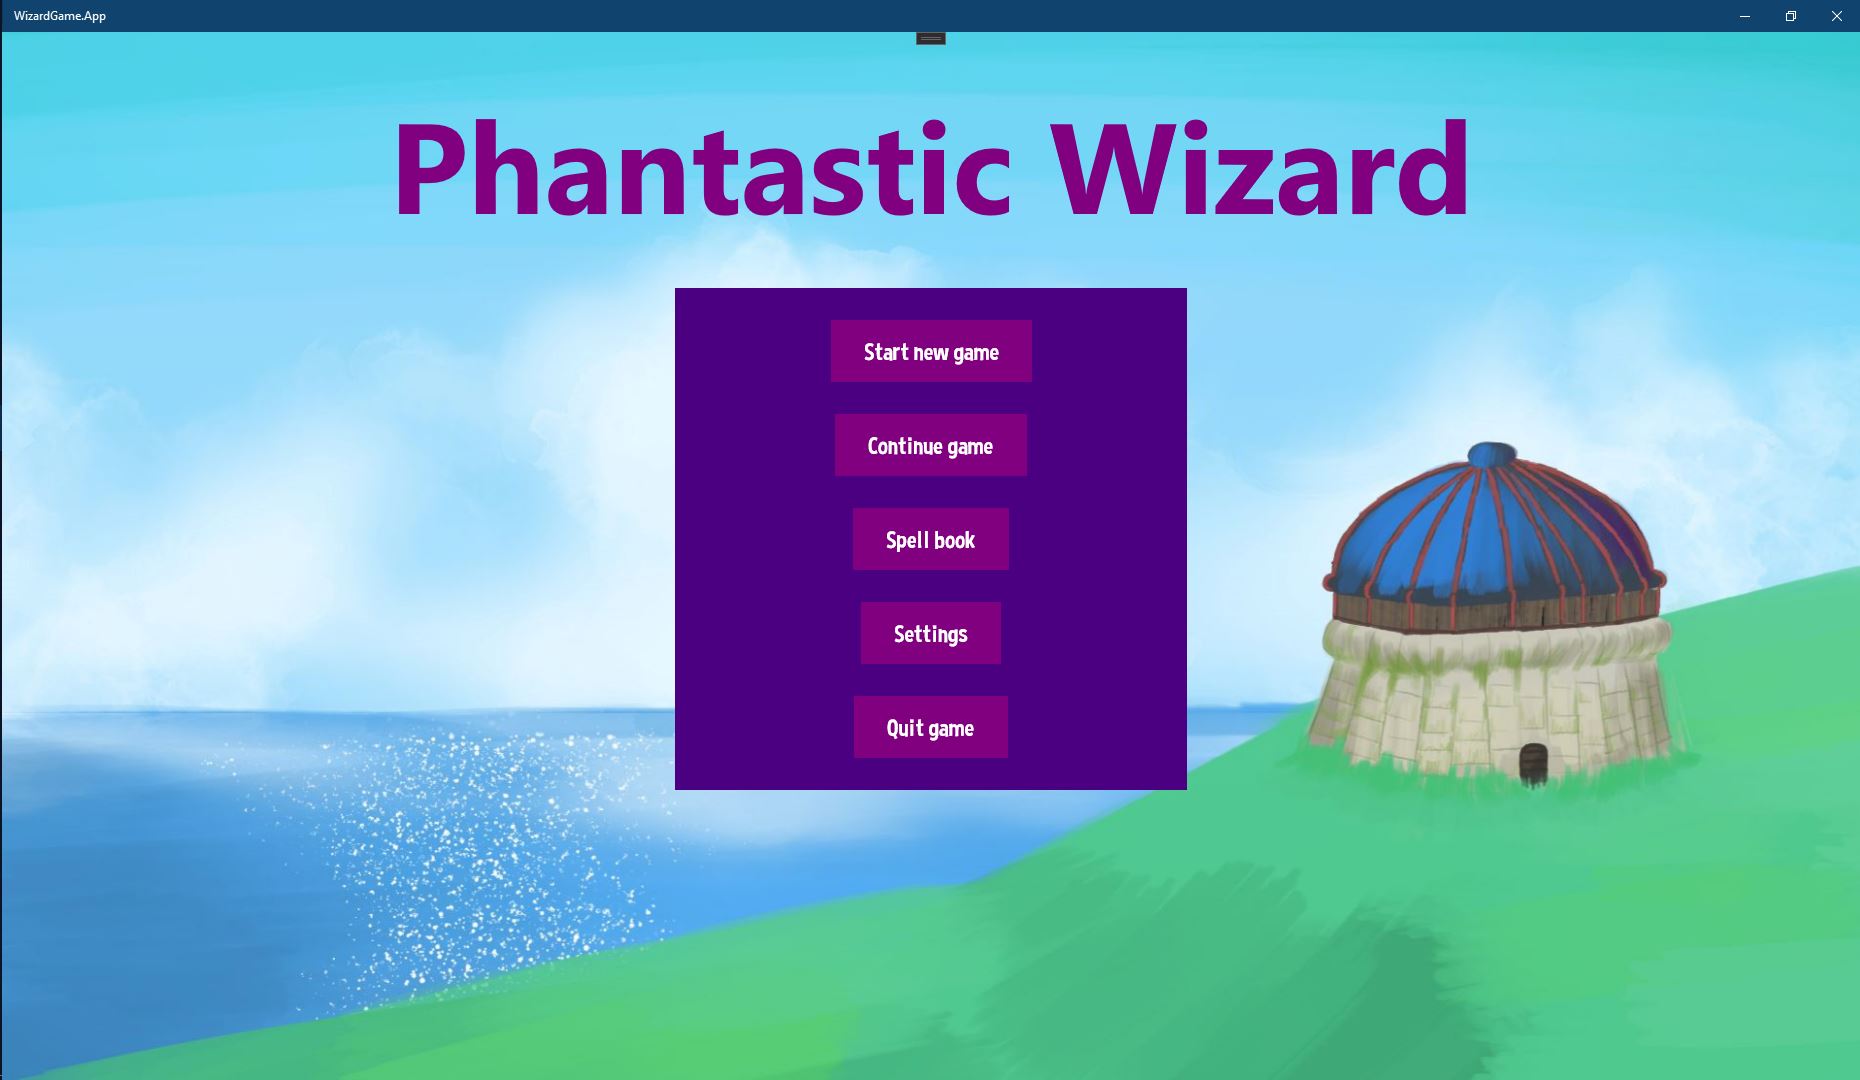 WizardGame.App
Phantastic Wizard
Start new game
Continue game
Spell book
Settings
Quit game